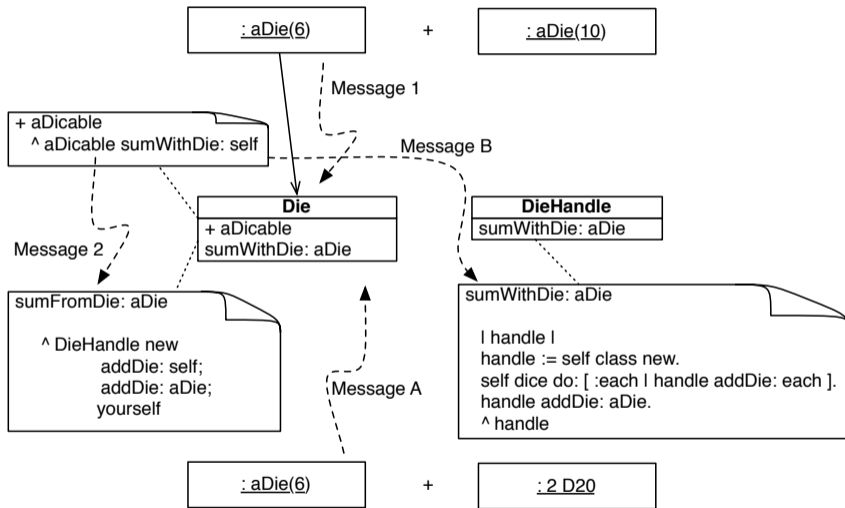 : aDie(6)
+
: aDie(10)
Message 1
+ aDicable
^ aDicable sumWithDie: self
Message B
Die
+ aDicable
sumWithDie: aDie
DieHandle
sumWithDie: aDie
Message 2
sumFromDie: aDie
^ DieHandle new
addDie: self;
addDie: aDie;
yourself
sumWithDie: aDie
| handle |
handle := self class new.
self dice do: [ :each | handle addDie: each ].
handle addDie: aDie.
^ handle
Message A
: aDie(6)
+
: 2 D20